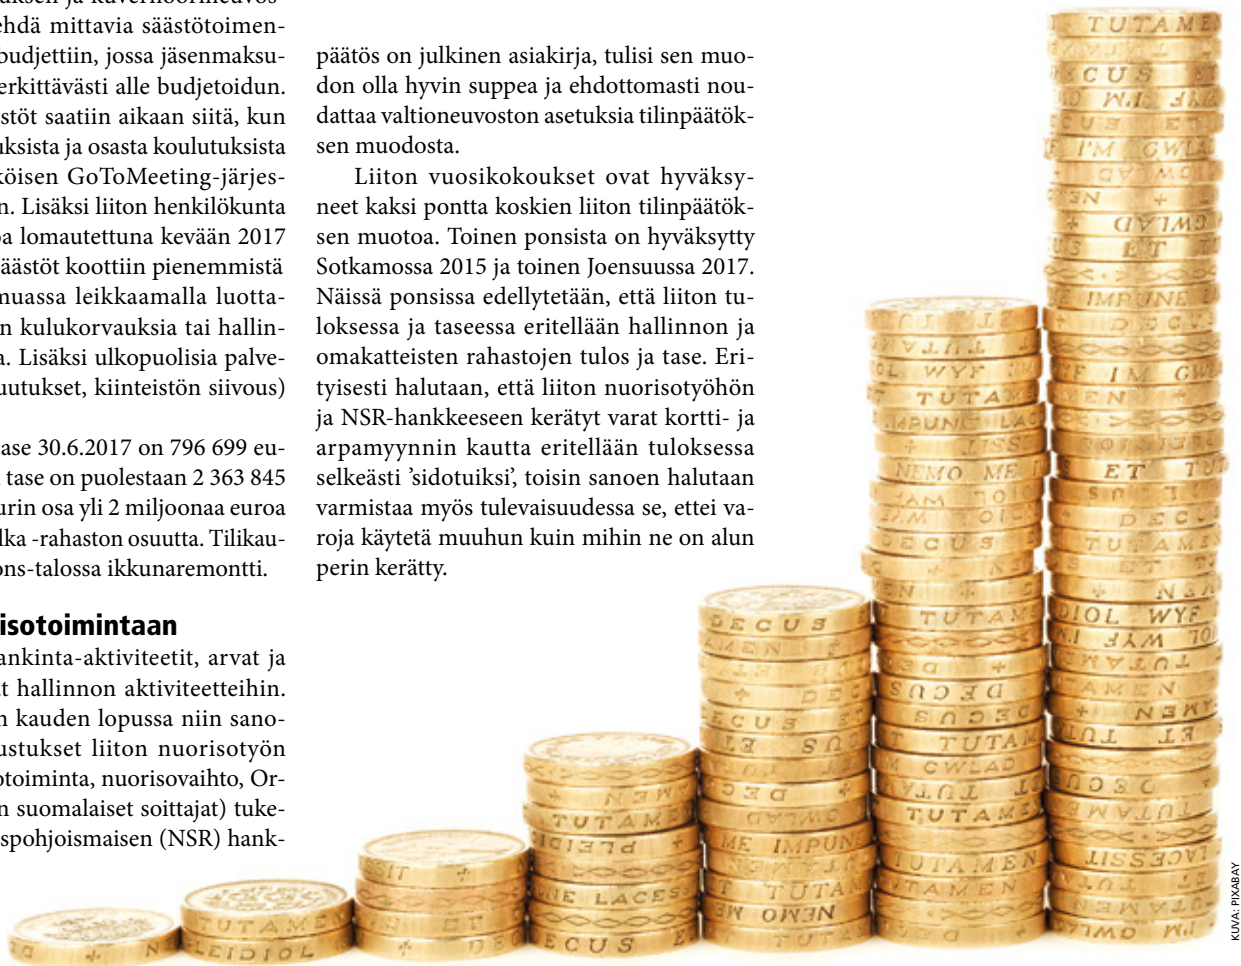 ehdä mittavia säästötoimen-
budjettiin, jossa jäsenmaksu-
erkittävästi alle budjetoidun.
stöt saatiin aikaan siitä, kun
uksista ja osasta koulutuksista
köisen GoToMeeting-järjes-
n. Lisäksi liiton henkilökunta
pa lomautettuna kevään 2017
äästöt koottiin pienemmistä
muassa leikkaamalla luotta-
n kulukorvauksia tai hallin-
a. Lisäksi ulkopuolisia palve-
uutukset, kiinteistön siivous)
ase 30.6.2017 on 796 699 eu-
tase on puolestaan 2 363 845
urin osa yli 2 miljoonaa euroa
lka -rahaston osuutta. Tilikau-
ons-talossa ikkunaremontti.
isotoimintaan
ankinta-aktiviteetit, arvat ja
t hallinnon aktiviteetteihin.
n kauden lopussa niin sano-
ustukset liiton nuorisotyön
otoiminta, nuorisovaihto, Or-
n suomalaiset soittajat) tuke-
spohjoismaisen (NSR) hank-
päätös on julkinen asiakirja, tulisi sen muo-
don olla hyvin suppea ja ehdottomasti nou-
dattaa valtioneuvoston asetuksia tilinpäätök-
sen muodosta.
Liiton vuosikokoukset ovat hyväksy-
neet kaksi pontta koskien liiton tilinpäätök-
sen muotoa. Toinen ponsista on hyväksytty
Sotkamossa 2015 ja toinen Joensuussa 2017.
Näissä ponsissa edellytetään, että liiton tu-
loksessa ja taseessa eritellään hallinnon ja
omakatteisten rahastojen tulos ja tase. Eri-
tyisesti halutaan, että liiton nuorisotyöhön
ja NSR-hankkeeseen kerätyt varat kortti- ja
arpamyynnin kautta eritellään tuloksessa
selkeästi ’sidotuiksi’, toisin sanoen halutaan
varmistaa myös tulevaisuudessa se, ettei va-
roja käytetä muuhun kuin mihin ne on alun
perin kerätty.
KUVA: PIXABAY